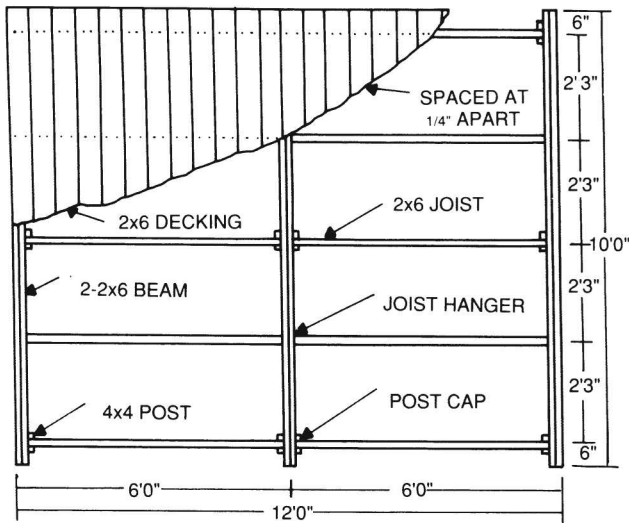 6"
2'3"
SPACED AT
1/4" APART
2x6 DECKING
2x6 JOIST
2'3"
10'0"
2-2x6 BEAM
JOIST HANGER
2'3"
4x4 POST
POST CAP
2'3"
6"
6'0"
6'0"
12'0"